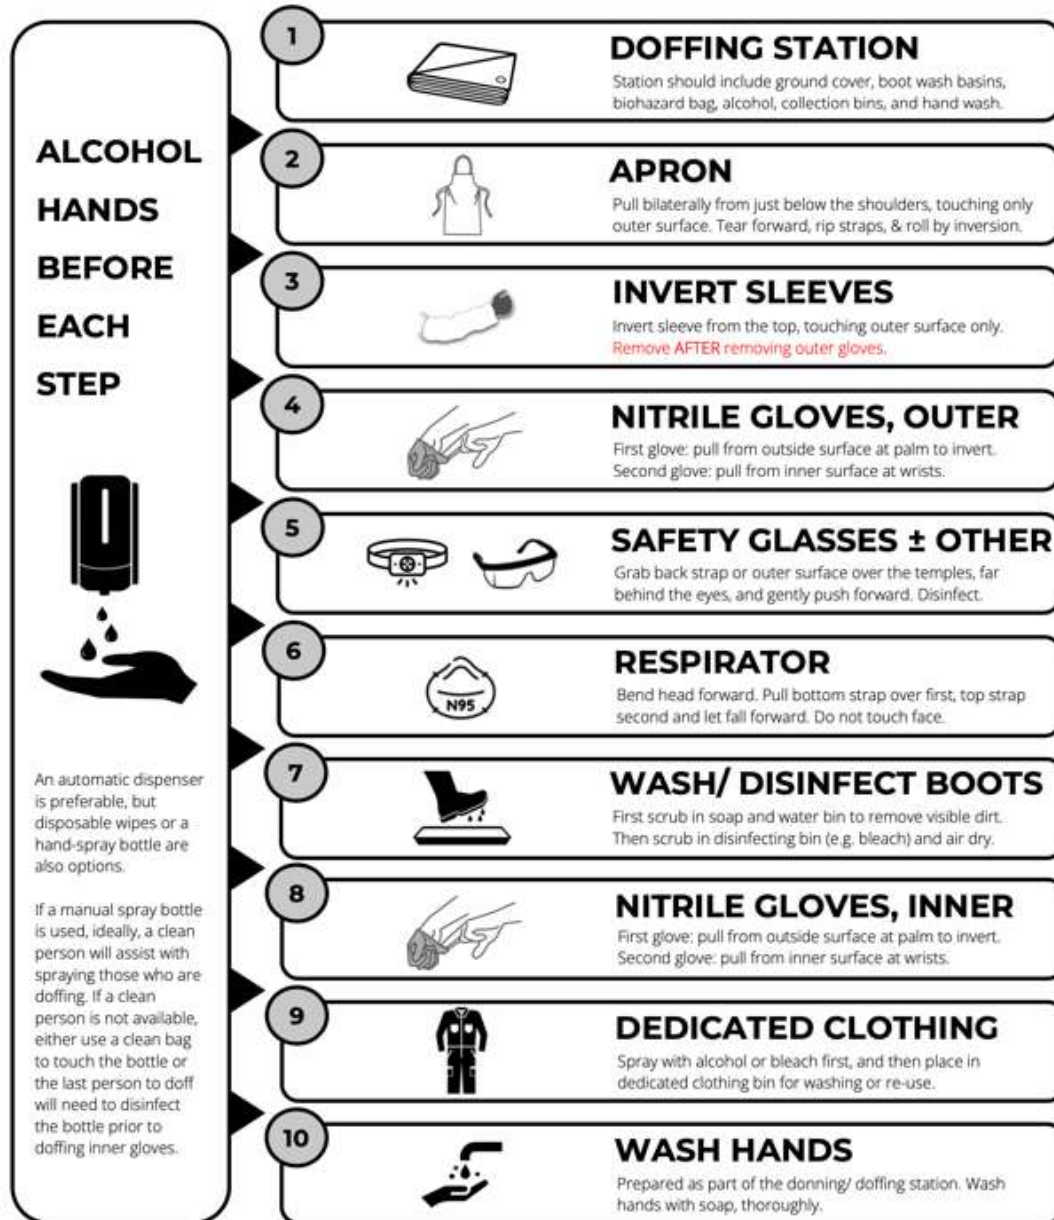 ALCOHOL
HANDS
BEFORE
EACH
STEP
An automatic dispenser
is preferable, but
disposable wipes or a
hand-spray bottle are
also options.
If a manual spray bottle
is used, ideally, a clean
person will assist with
spraying those who are
doffing. If a clean
person is not available,
either use a clean bag
to touch the bottle or
the last person to doff
will need to disinfect
the bottle prior to
doffing inner gloves.
1
DOFFING STATION
Station should include ground cover, boot wash basins,
biohazard bag, alcohol, collection bins, and hand wash.
2
APRON
Pull bilaterally from just below the shoulders, touching only
outer surface. Tear forward, rip straps, & roll by inversion.
3
INVERT SLEEVES
Invert sleeve from the top, touching outer surface only.
Remove AFTER removing outer gloves.
4
NITRILE GLOVES, OUTER
First glove: pull from outside surface at palm to invert.
Second glove: pull from inner surface at wrists.
5
SAFETY GLASSES ± OTHER
Grab back strap or outer surface over the temples, far
behind the eyes, and gently push forward. Disinfect.
6
N95
RESPIRATOR
Bend head forward. Pull bottom strap over first, top strap
second and let fall forward. Do not touch face.
7
WASH/ DISINFECT BOOTS
First scrub in soap and water bin to remove visible dirt.
Then scrub in disinfecting bin (e.g. bleach) and air dry.
8
NITRILE GLOVES, INNER
First glove: pull from outside surface at palm to invert.
Second glove: pull from inner surface at wrists.
9
DEDICATED CLOTHING
Spray with alcohol or bleach first, and then place in
dedicated clothing bin for washing or re-use.
10
WASH HANDS
Prepared as part of the donning/ doffing station. Wash
hands with soap, thoroughly.